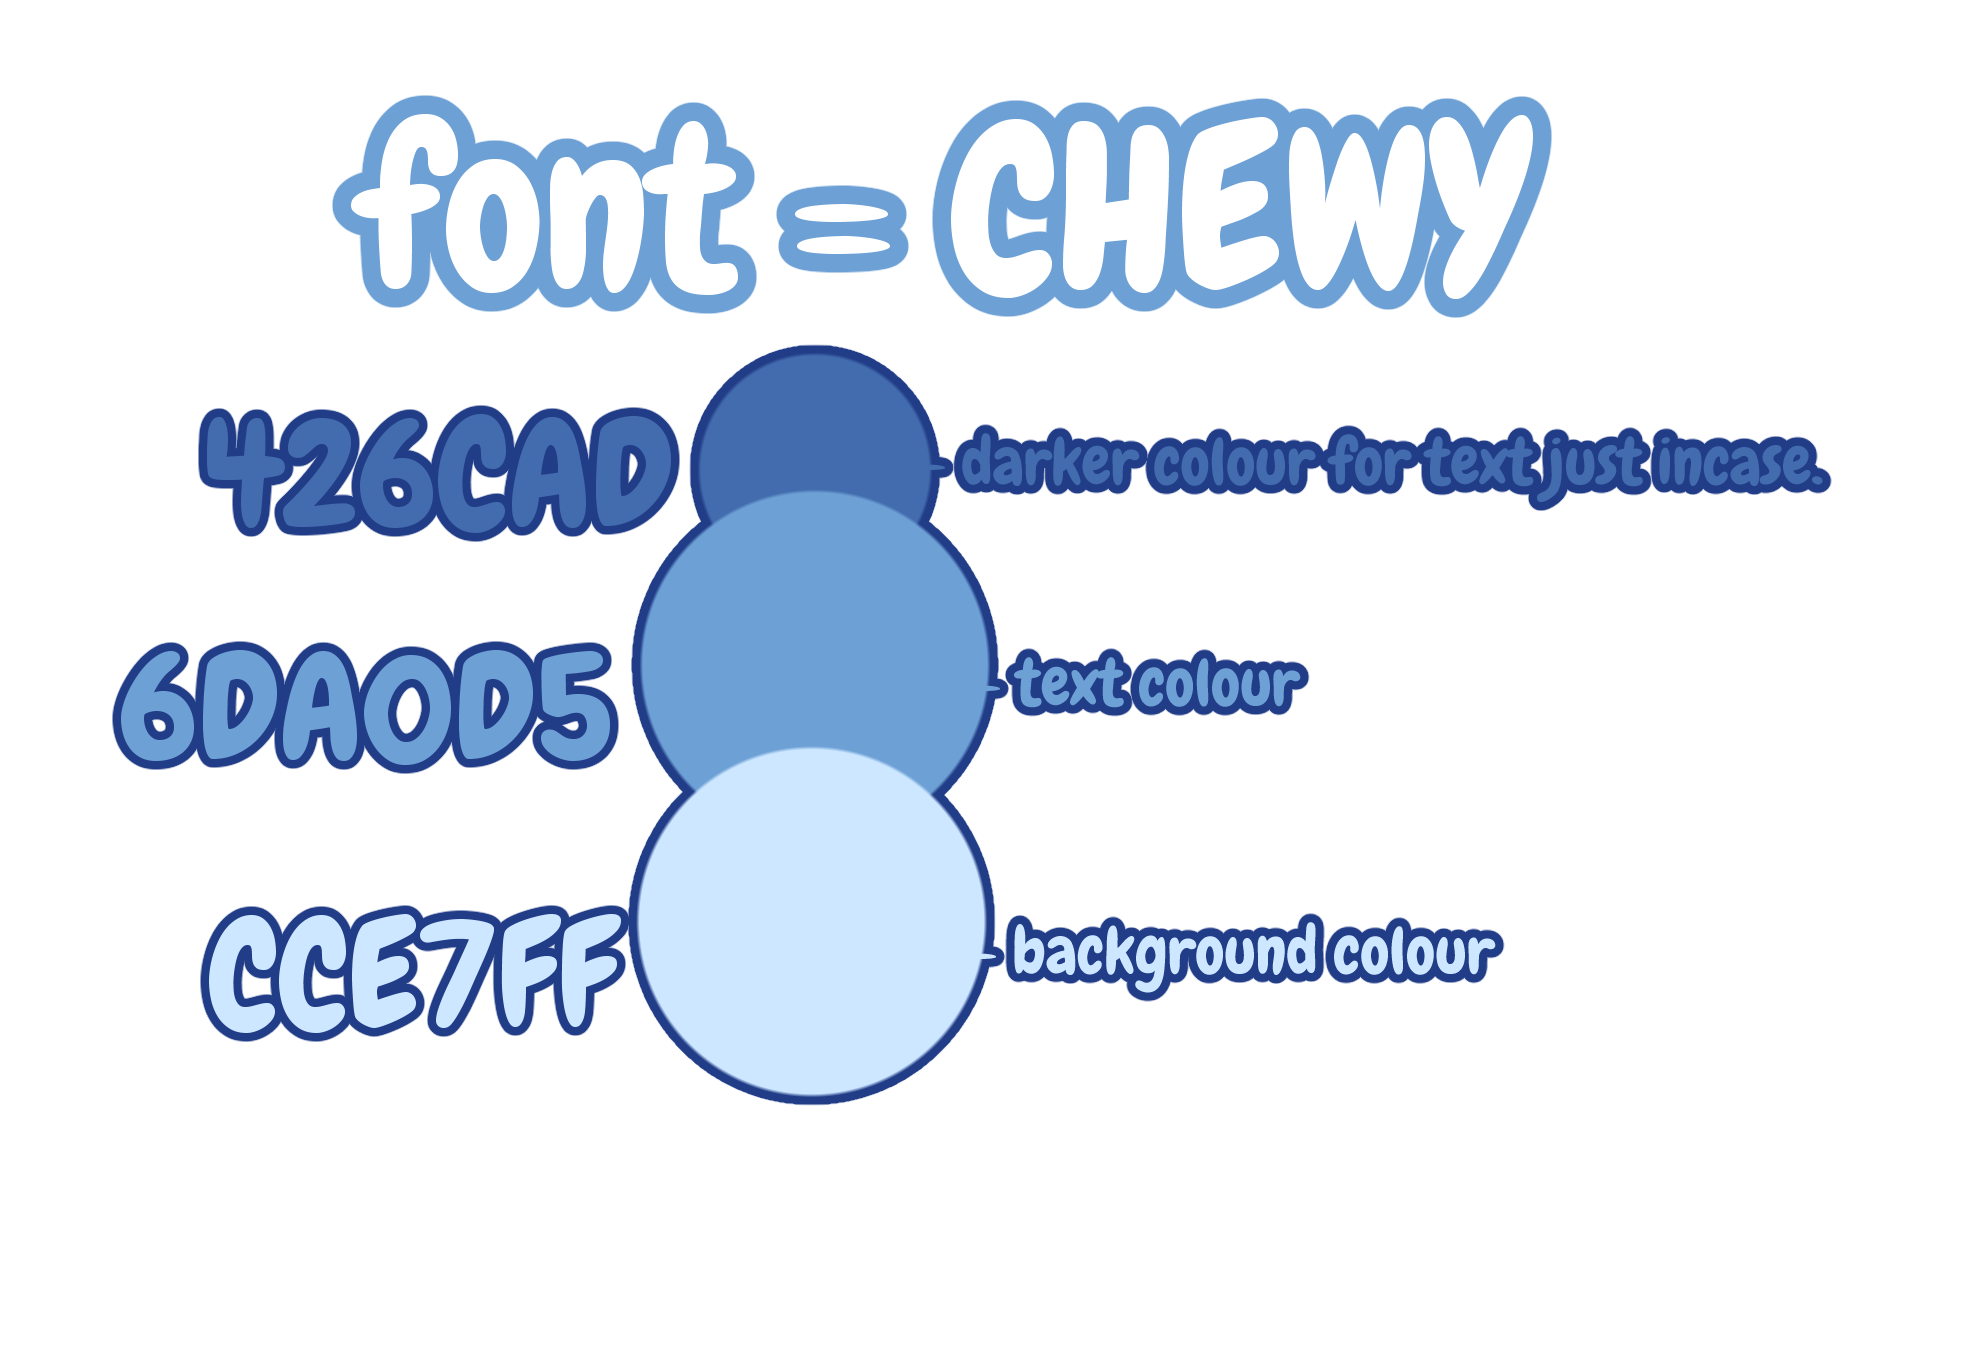 font = CHEWY
426CAD - darker colour for text just incase.
6DA0D5 - text colour
CCE7FF - background colour